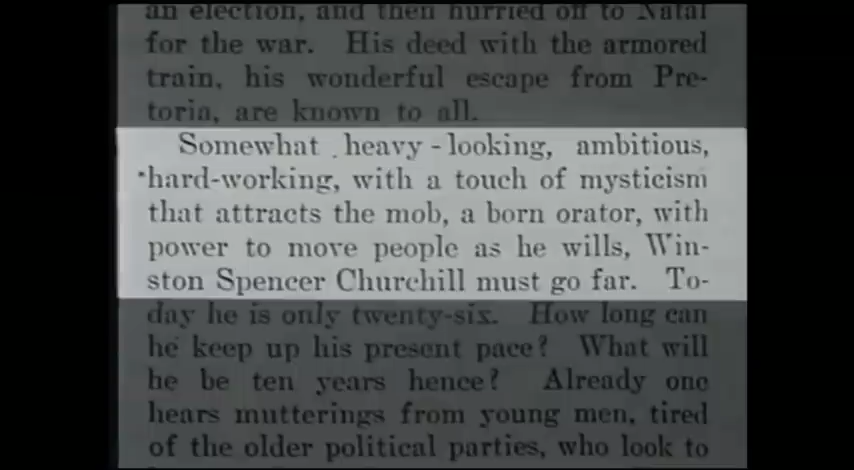 an election, and then hurried off to Natal
for the war. His deed with the armored
train, his wonderful escape from Pre-
toria, are known to all.
Somewhat heavy-looking, ambitious,
hard-working, with a touch of mysticism
that attracts the mob, a born orator, with
power to move people as he wills, Win-
ston Spencer Churchill must go far. To-
day he is only twenty-six. How long can
he keep up his present pace? What will
he be ten years hence? Already one
hears mutterings from young men, tired
of the older political parties, who look to